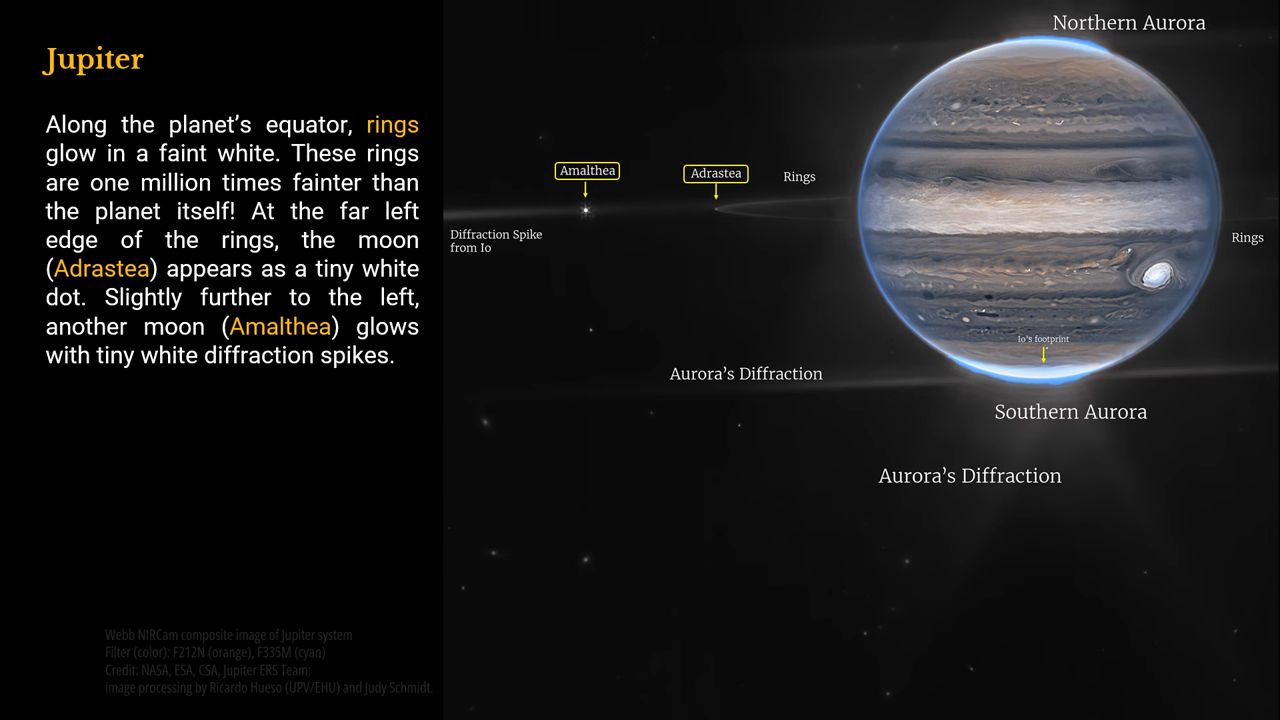 Jupiter
Along the planet’s equator, rings
glow in a faint white. These rings
are one million times fainter than
the planet itself! At the far left
edge of the rings, the moon
(Adrastea) appears as a tiny white
dot. Slightly further to the left,
another moon (Amalthea) glows
with tiny white diffraction spikes.
Webb NIRCam composite image of Jupiter system
Filter (color): F212N (orange), F335M (cyan)
Credit: NASA, ESA, CSA, Jupiter ERS Team;
image processing by Ricardo Hueso (UPV/EHU) and Judy Schmidt.
Northern Aurora
Amalthea
Adrastea
Rings
Diffraction Spike
from Io
Rings
Io's footprint
Aurora’s Diffraction
Southern Aurora
Aurora’s Diffraction